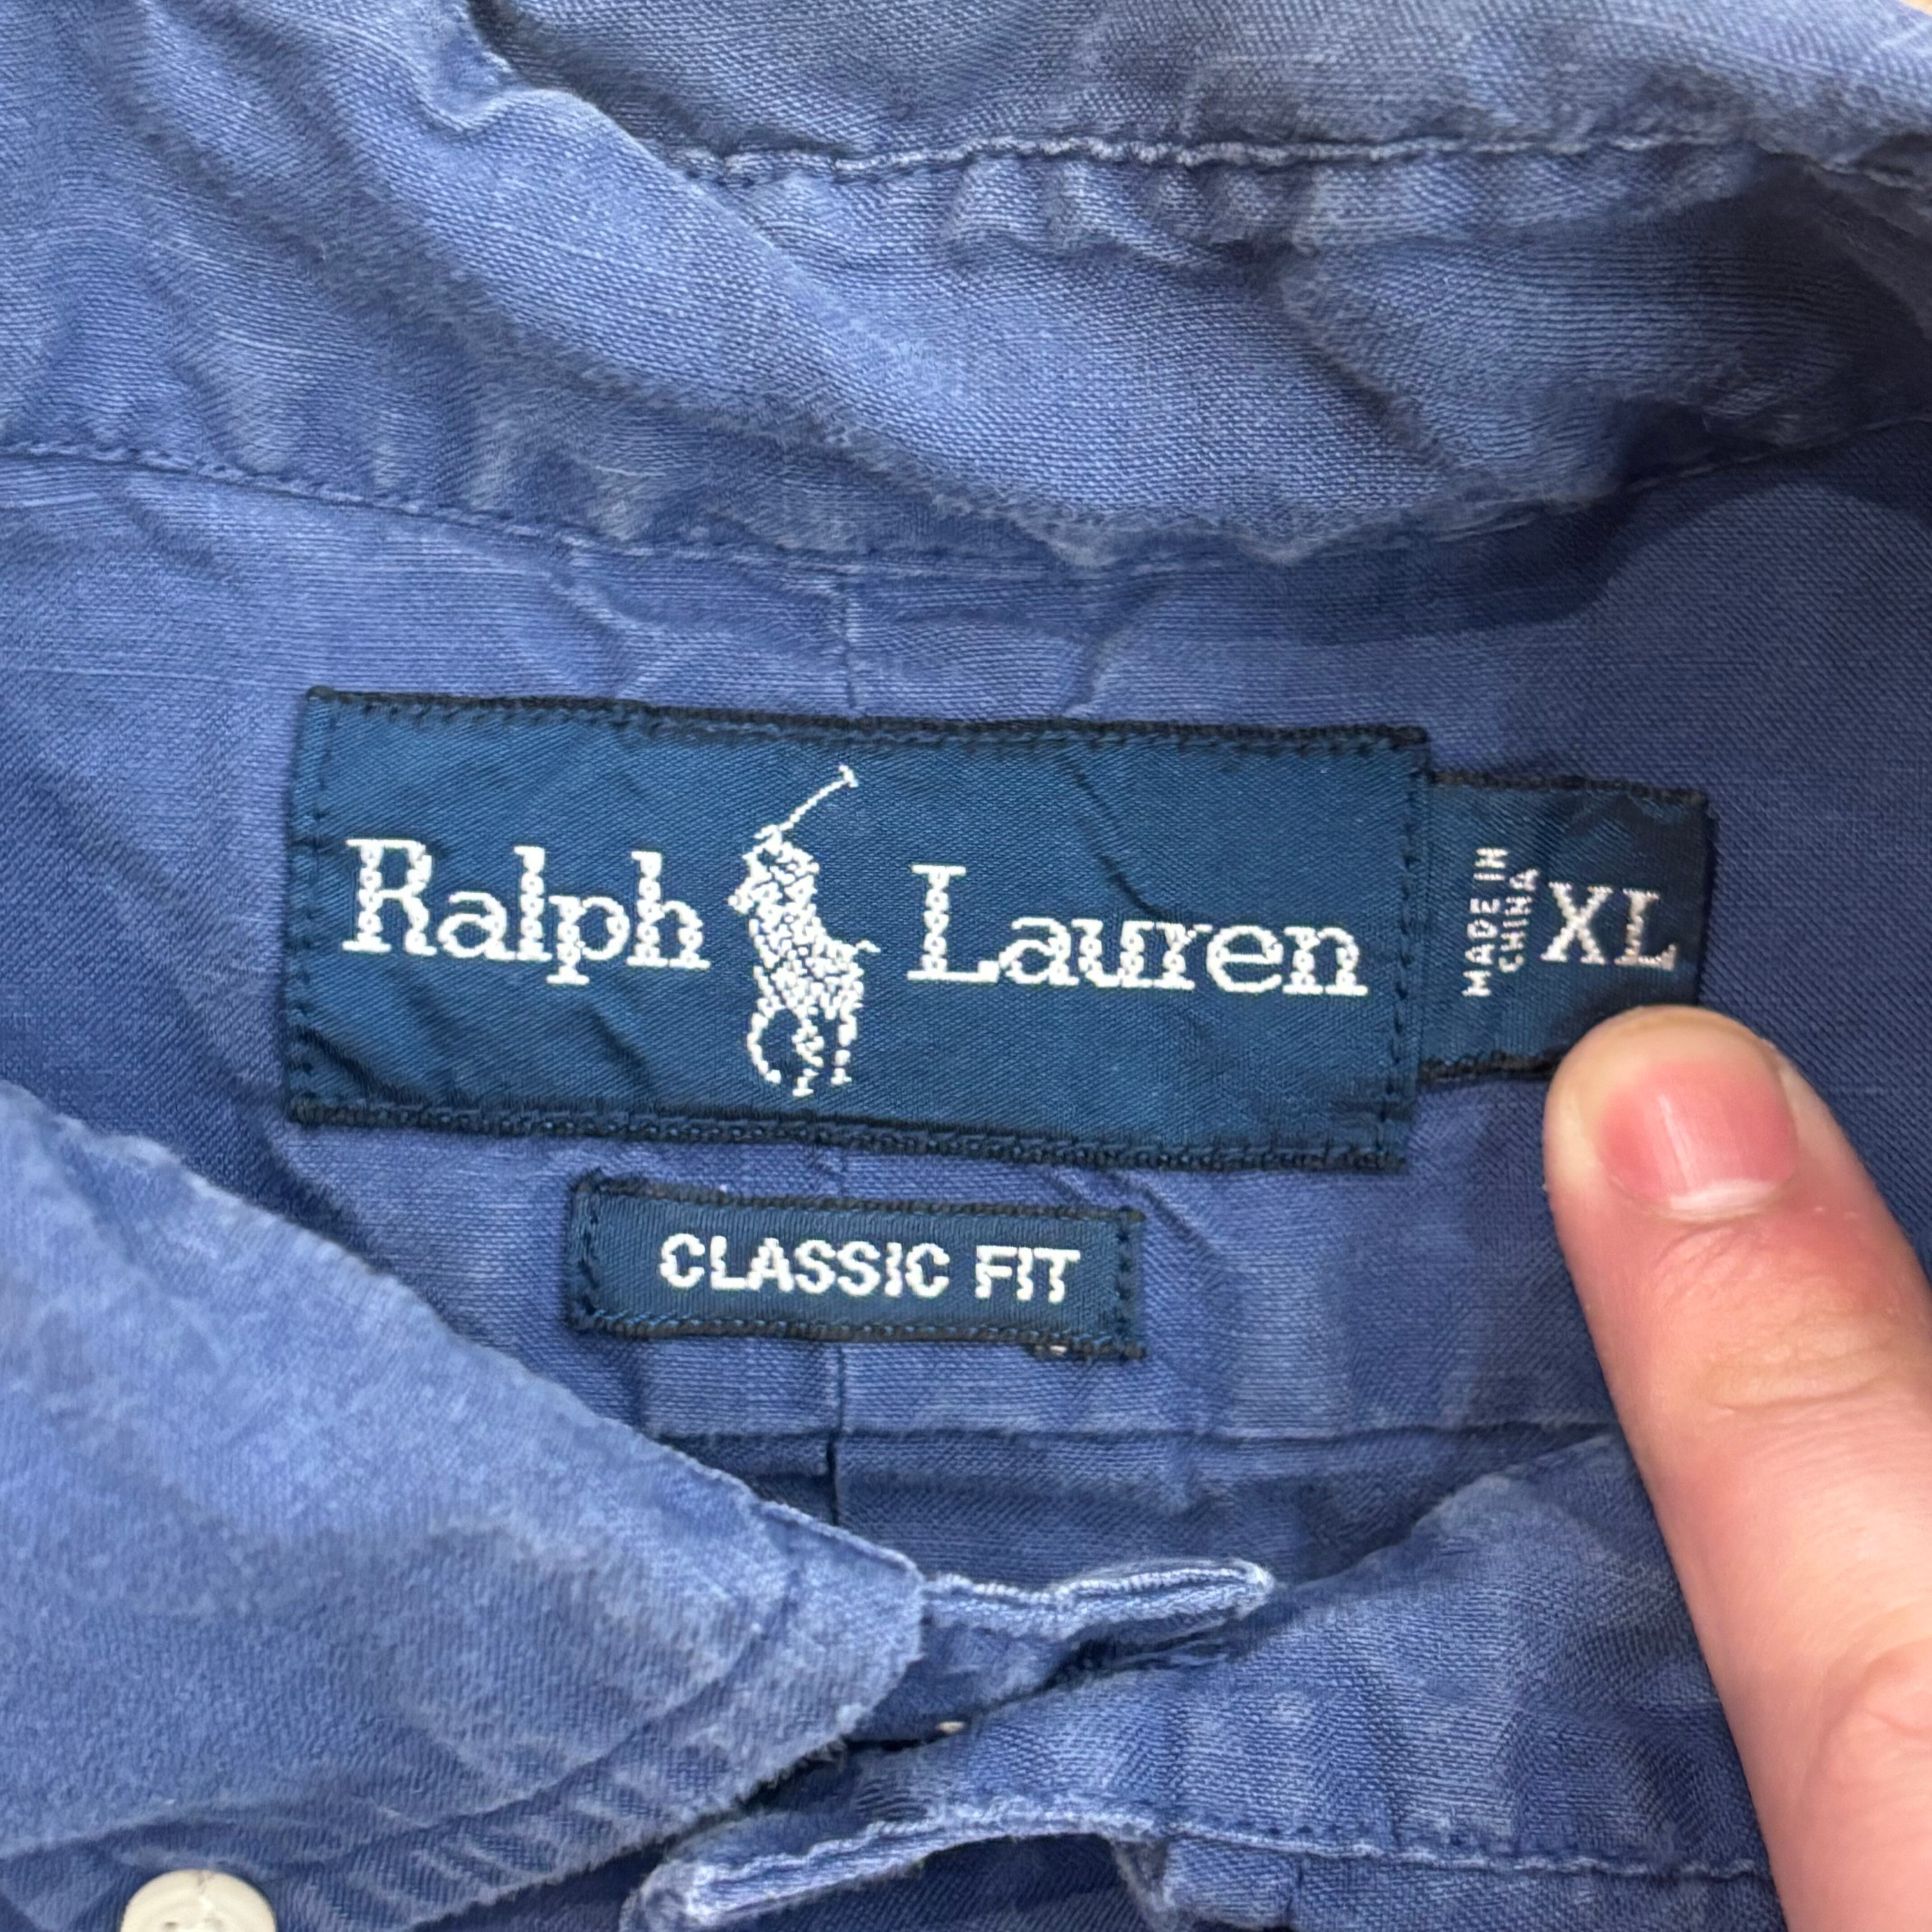 Ralph Lauren
MADE IN
CHINA
XL
CLASSIC FIT